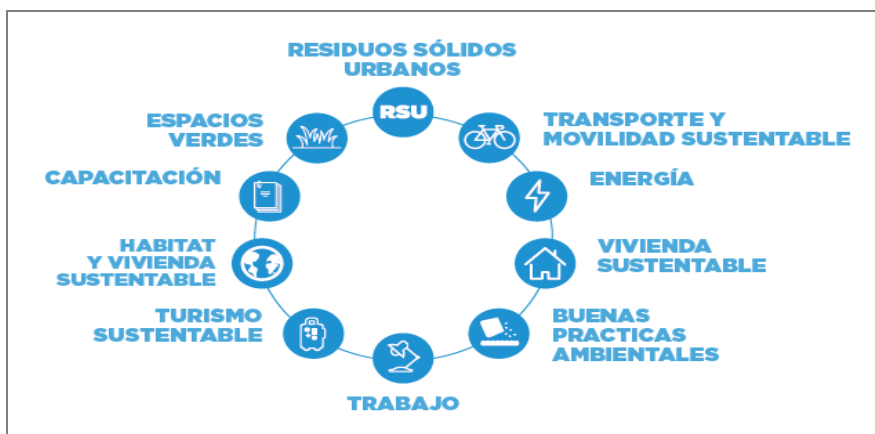 RESIDUOS SÓLIDOS
URBANOS
RSU
TRANSPORTE Y
MOVILIDAD SUSTENTABLE
ENERGÍA
VIVIENDA
SUSTENTABLE
BUENAS
PRACTICAS
AMBIENTALES
TRABAJO
TURISMO
SUSTENTABLE
HABITAT
Y VIVIENDA
SUSTENTABLE
CAPACITACIÓN
ESPACIOS
VERDES